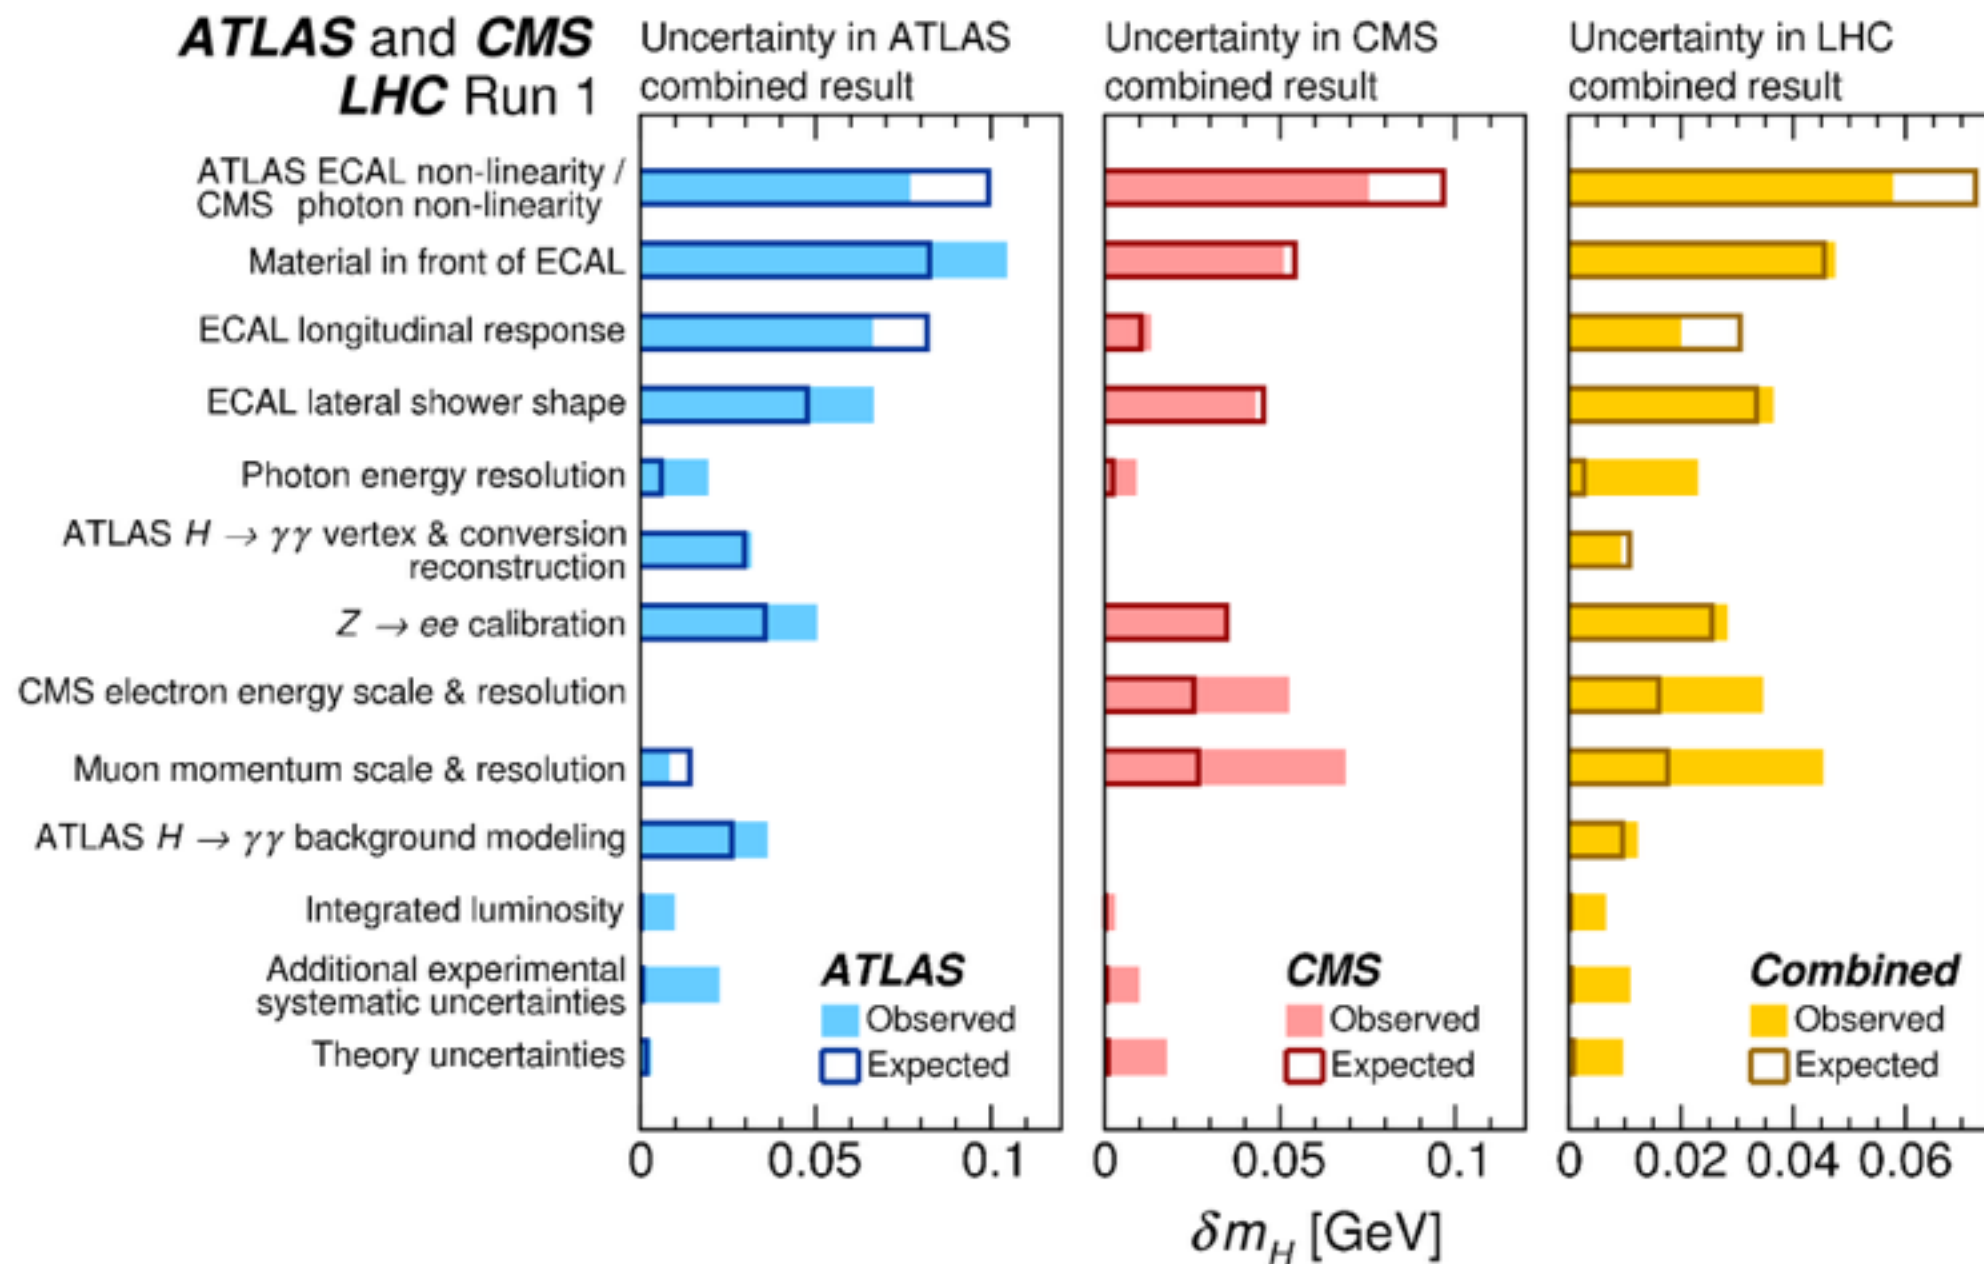 ATLAS and CMS
LHC Run 1
Uncertainty in ATLAS
combined result
Uncertainty in CMS
combined result
Uncertainty in LHC
combined result
ATLAS ECAL non-linearity /
CMS photon non-linearity
Material in front of ECAL
ECAL longitudinal response
ECAL lateral shower shape
Photon energy resolution
ATLAS H → γγ vertex & conversion
reconstruction
Z → ee calibration
CMS electron energy scale & resolution
Muon momentum scale & resolution
ATLAS H → γγ background modeling
Integrated luminosity
Additional experimental
systematic uncertainties
Theory uncertainties
ATLAS
Observed
Expected
CMS
Observed
Expected
Combined
Observed
Expected
0 0.05 0.1
0 0.05 0.1
0 0.02 0.04 0.06
δm_H [GeV]